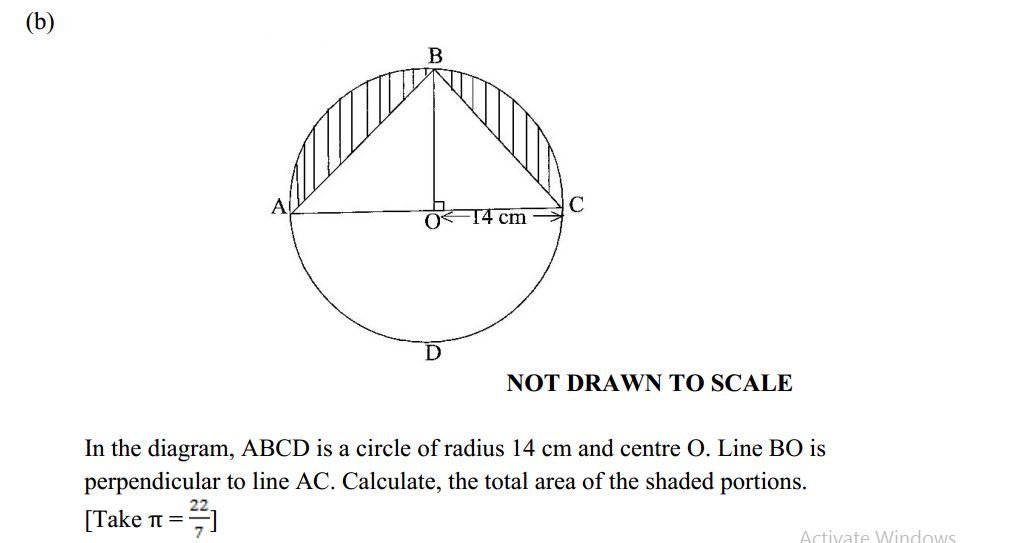 (b)
B
A
C
O
14 cm
D
NOT DRAWN TO SCALE
In the diagram, ABCD is a circle of radius 14 cm and centre O. Line BO is
perpendicular to line AC. Calculate, the total area of the shaded portions.
[Take π = 22/7]
Activate Windows